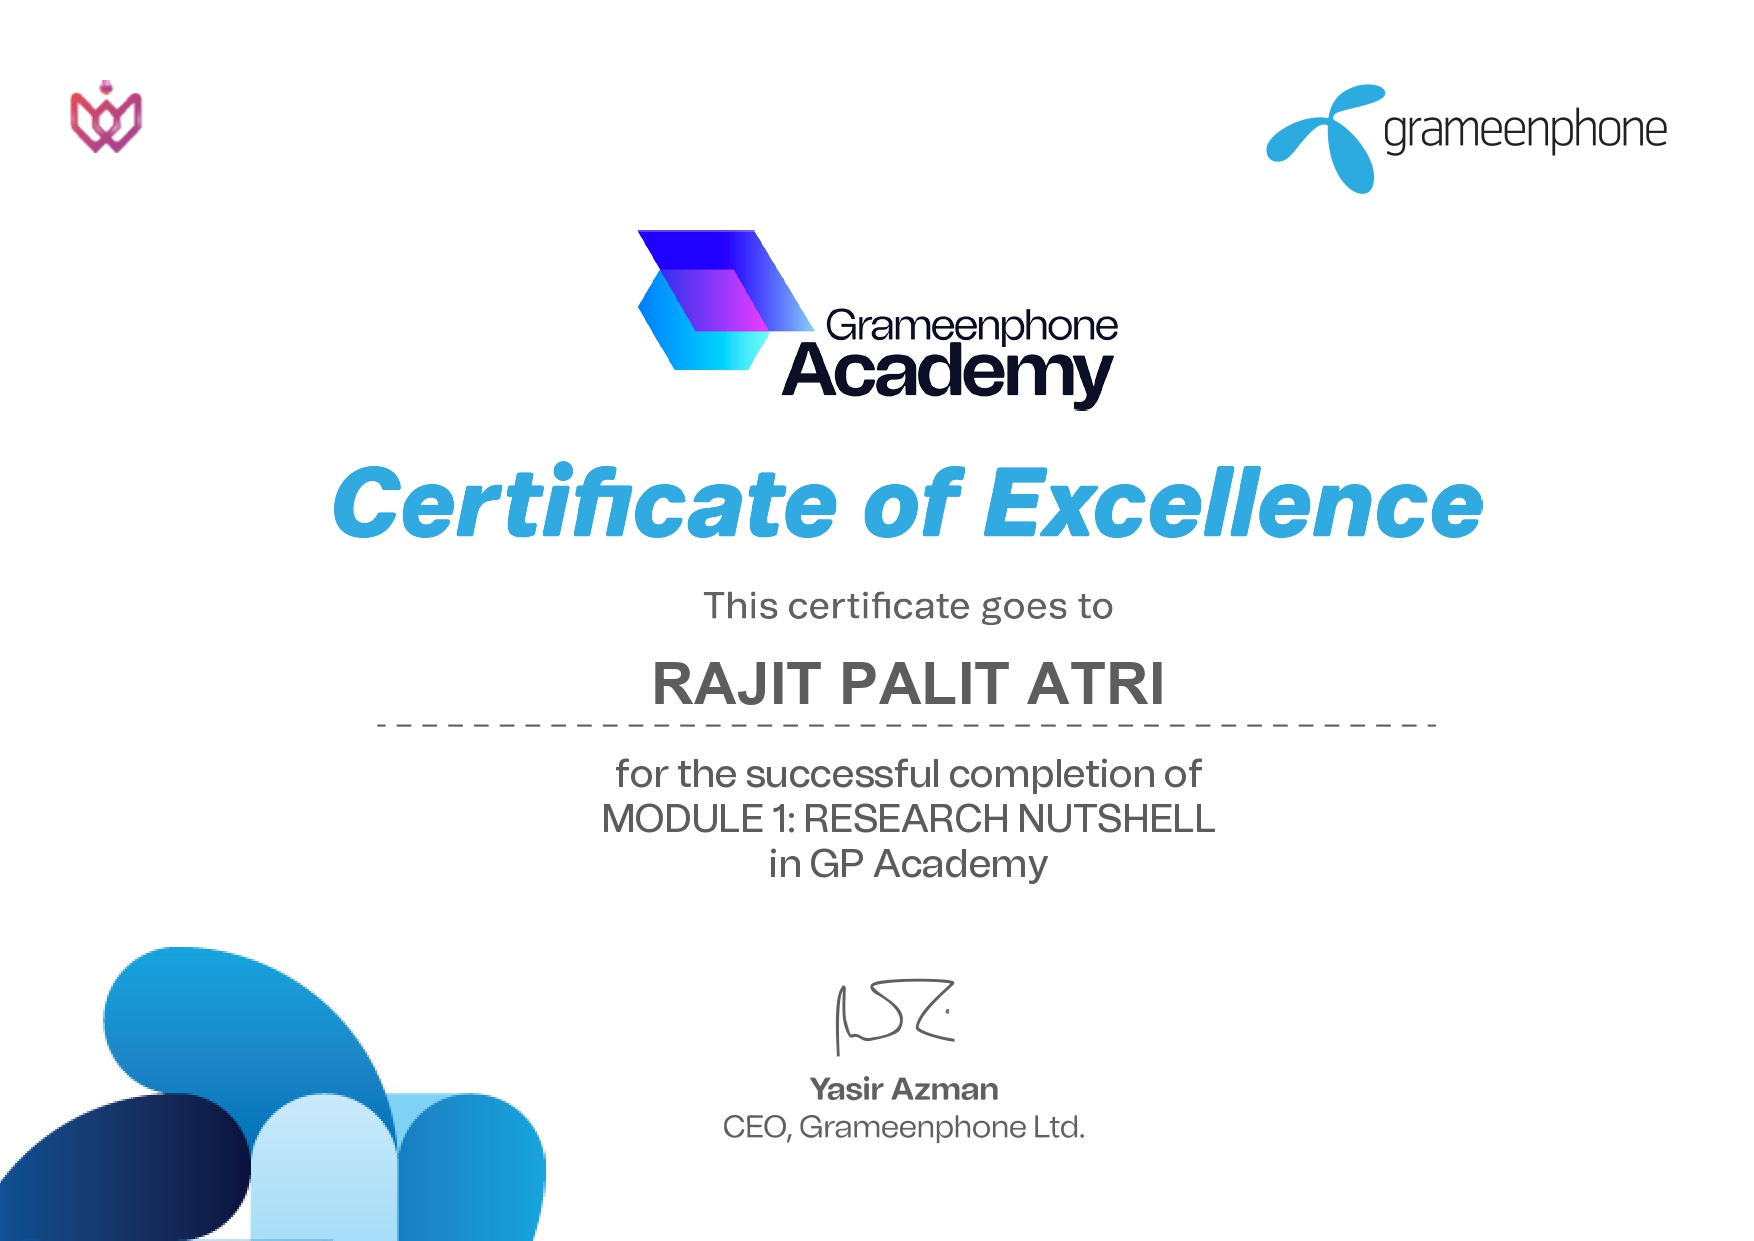 grameenphone
Grameenphone
Academy
Certificate of Excellence
This certificate goes to
RAJIT PALIT ATRI
for the successful completion of
MODULE 1: RESEARCH NUTSHELL
in GP Academy
Yasir Azman
CEO, Grameenphone Ltd.